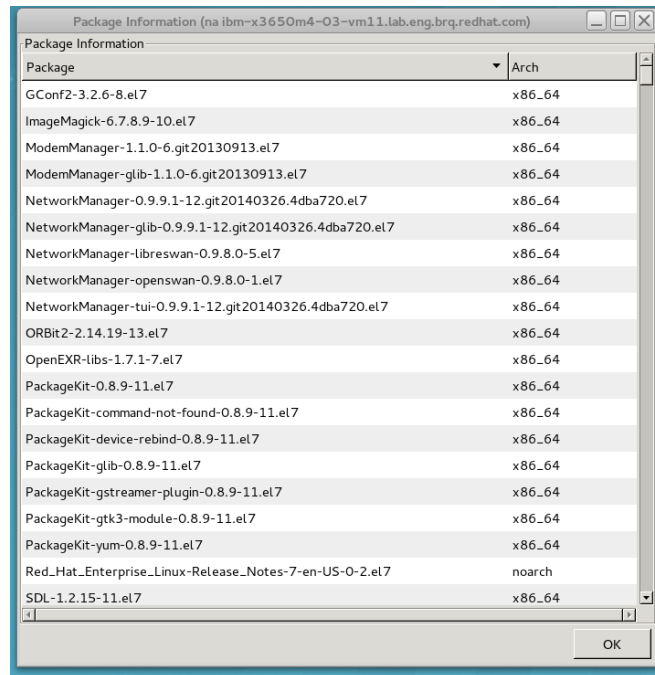 Package Information (na ibm-x3650m4-03-vm11.lab.eng.brq.redhat.com)
Package Information
Package Arch
GConf2-3.2.6-8.el7 x86_64
ImageMagick-6.7.8.9-10.el7 x86_64
ModemManager-1.1.0-6.git20130913.el7 x86_64
ModemManager-glib-1.1.0-6.git20130913.el7 x86_64
NetworkManager-0.9.9.1-12.git20140326.4dba720.el7 x86_64
NetworkManager-glib-0.9.9.1-12.git20140326.4dba720.el7 x86_64
NetworkManager-libreswan-0.9.8.0-5.el7 x86_64
NetworkManager-openswan-0.9.8.0-1.el7 x86_64
NetworkManager-tui-0.9.9.1-12.git20140326.4dba720.el7 x86_64
ORBit2-2.14.19-13.el7 x86_64
OpenEXR-libs-1.7.1-7.el7 x86_64
PackageKit-0.8.9-11.el7 x86_64
PackageKit-command-not-found-0.8.9-11.el7 x86_64
PackageKit-device-rebind-0.8.9-11.el7 x86_64
PackageKit-glib-0.8.9-11.el7 x86_64
PackageKit-gstreamer-plugin-0.8.9-11.el7 x86_64
PackageKit-gtk3-module-0.8.9-11.el7 x86_64
PackageKit-yum-0.8.9-11.el7 x86_64
Red_Hat_Enterprise_Linux-Release_Notes-7-en-US-0-2.el7 noarch
SDL-1.2.15-11.el7 x86_64
OK